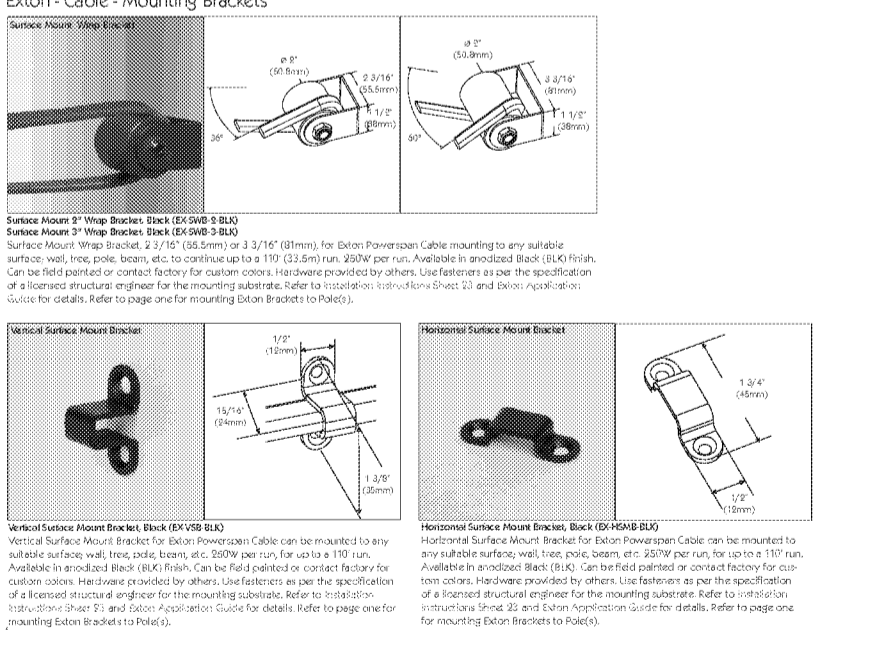 Exton - Cable - Mounting Brackets
Surface Mount Wrap Bracket
ø 2"
(50.8mm)
2 3/16"
(55.5mm)
1 1/2"
(38mm)
36°
ø 2"
(50.8mm)
3 3/16"
(81mm)
1 1/2"
(38mm)
60°
Surface Mount 2" Wrap Bracket, Black (EX-SWB-2-BLK)
Surface Mount 3" Wrap Bracket, Black (EX-SWB-3-BLK)
Surface Mount Wrap Bracket, 2 3/16" (55.5mm) or 3 3/16" (81mm), for Exton Powerspan Cable mounting to any suitable
surface; wall, tree, pole, beam, etc. to continue up to a 110' (33.5m) run. 250W per run. Available in anodized Black (BLK) finish.
Can be field painted or contact factory for custom colors. Hardware provided by others. Use fasteners as per the specification
of a licensed structural engineer for the mounting substrate. Refer to Installation Instructions Sheet 23 and Exton Application
Guide for details. Refer to page one for mounting Exton Brackets to Pole(s).
Vertical Surface Mount Bracket
1/2"
(12mm)
15/16"
(24mm)
1 3/8"
(35mm)
Vertical Surface Mount Bracket, Black (EX-VSB-BLK)
Vertical Surface Mount Bracket for Exton Powerspan Cable can be mounted to any
suitable surface; wall, tree, pole, beam, etc. 250W per run, for up to a 110' run.
Available in anodized Black (BLK) finish. Can be field painted or contact factory for
custom colors. Hardware provided by others. Use fasteners as per the specification
of a licensed structural engineer for the mounting substrate. Refer to Installation
Instructions Sheet 23 and Exton Application Guide for details. Refer to page one for
mounting Exton Brackets to Pole(s).
Horizontal Surface Mount Bracket
1 3/4"
(45mm)
1/2"
(12mm)
Horizontal Surface Mount Bracket, Black (EX-HSMB-BLK)
Horizontal Surface Mount Bracket for Exton Powerspan Cable can be mounted to
any suitable surface; wall, tree, pole, beam, etc. 250W per run, for up to a 110' run.
Available in anodized Black (BLK). Can be field painted or contact factory for cus-
tom colors. Hardware provided by others. Use fasteners as per the specification
of a licensed structural engineer for the mounting substrate. Refer to Installation
Instructions Sheet 23 and Exton Application Guide for details. Refer to page one
for mounting Exton Brackets to Pole(s).